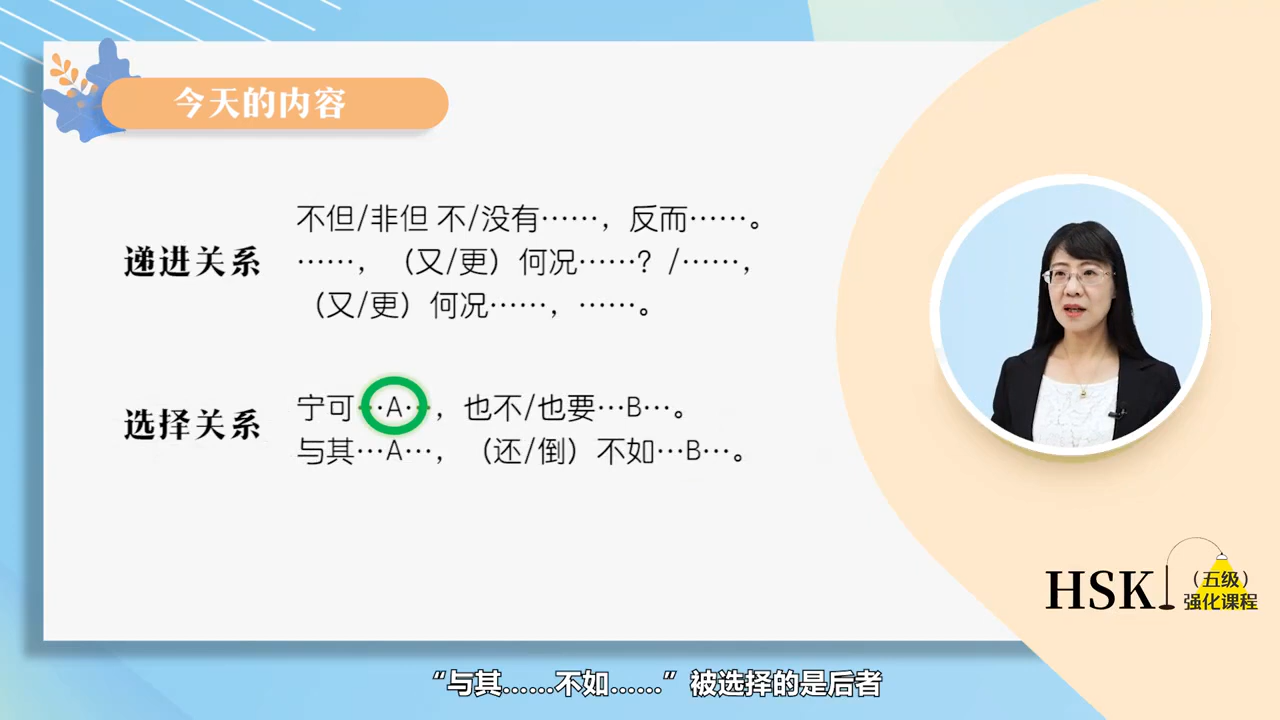 今天的内容
递进关系
不但/非但 不/没有……，反而……。
……，（又/更）何况……？/……，
（又/更）何况……，……。
选择关系
宁可…A…，也不/也要…B…。
与其…A…，（还/倒）不如…B…。
HSK（五级）
强化课程
“与其……不如……”被选择的是后者